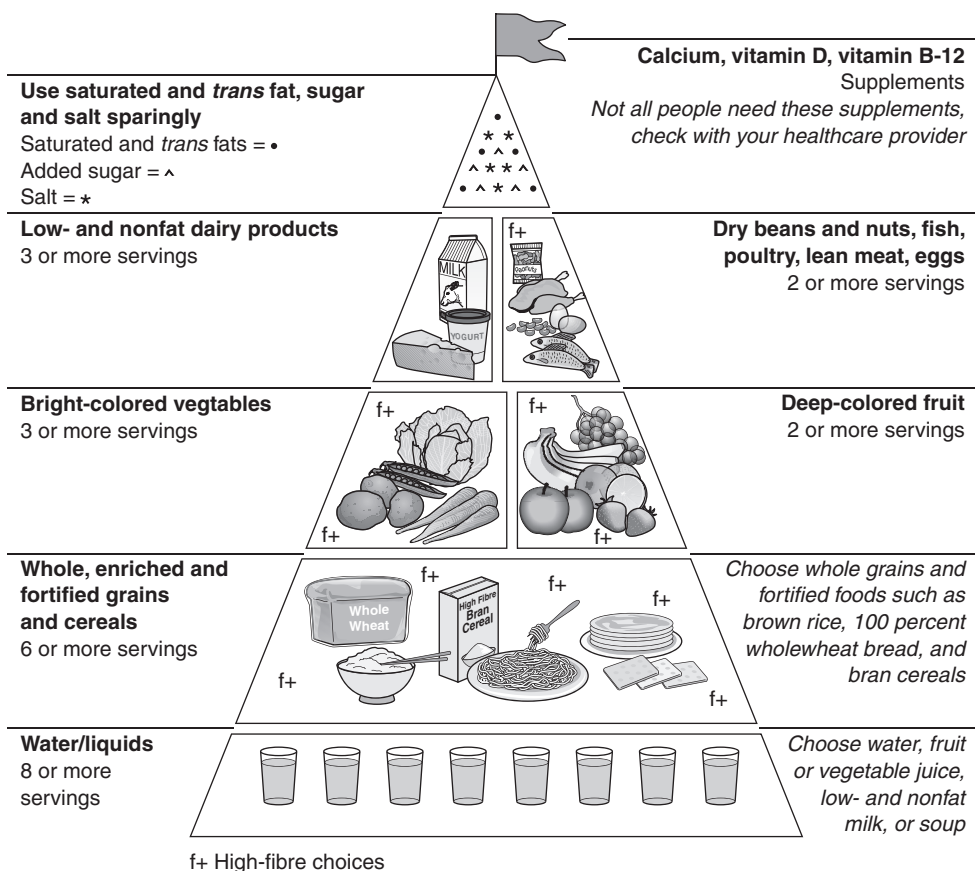 Calcium, vitamin D, vitamin B-12
Supplements
Not all people need these supplements,
check with your healthcare provider
Use saturated and trans fat, sugar
and salt sparingly
Saturated and trans fats = •
Added sugar = ^
Salt = *
•
* *
• ^ •
^ * * ^
• ^ * ^ •
Low- and nonfat dairy products
3 or more servings
MILK
YOGURT
f+
Peanuts
Dry beans and nuts, fish,
poultry, lean meat, eggs
2 or more servings
Bright-colored vegtables
3 or more servings
f+
f+
f+
f+
Deep-colored fruit
2 or more servings
Whole, enriched and
fortified grains
and cereals
6 or more servings
Whole
Wheat
f+
High Fibre
Bran
Cereal
f+
f+
f+
f+
Choose whole grains and
fortified foods such as
brown rice, 100 percent
wholewheat bread, and
bran cereals
Water/liquids
8 or more
servings
Choose water, fruit
or vegetable juice,
low- and nonfat
milk, or soup
f+ High-fibre choices